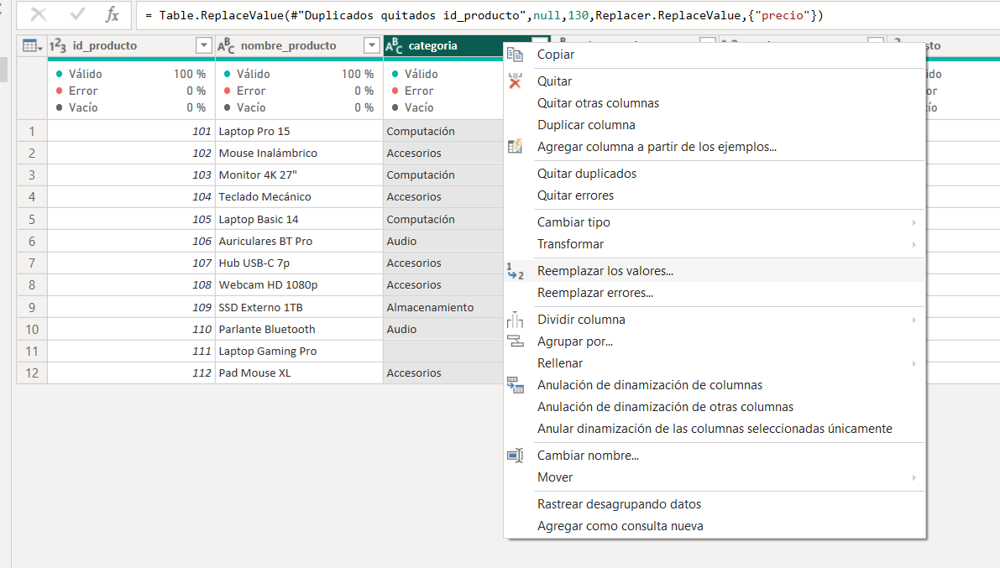 fx = Table.ReplaceValue(#"Duplicados quitados id_producto",null,130,Replacer.ReplaceValue,{"precio"})
1²3 id_producto ABC nombre_producto ABC categoria
Válido 100 % Válido 100 % Válido
Error 0 % Error 0 % Error
Vacío 0 % Vacío 0 % Vacío
1 101 Laptop Pro 15 Computación
2 102 Mouse Inalámbrico Accesorios
3 103 Monitor 4K 27" Computación
4 104 Teclado Mecánico Accesorios
5 105 Laptop Basic 14 Computación
6 106 Auriculares BT Pro Audio
7 107 Hub USB-C 7p Accesorios
8 108 Webcam HD 1080p Accesorios
9 109 SSD Externo 1TB Almacenamiento
10 110 Parlante Bluetooth Audio
11 111 Laptop Gaming Pro
12 112 Pad Mouse XL Accesorios
Copiar
Quitar
Quitar otras columnas
Duplicar columna
Agregar columna a partir de los ejemplos...
Quitar duplicados
Quitar errores
Cambiar tipo
Transformar
Reemplazar los valores...
Reemplazar errores...
Dividir columna
Agrupar por...
Rellenar
Anulación de dinamización de columnas
Anulación de dinamización de otras columnas
Anular dinamización de las columnas seleccionadas únicamente
Cambiar nombre...
Mover
Rastrear desagrupando datos
Agregar como consulta nueva